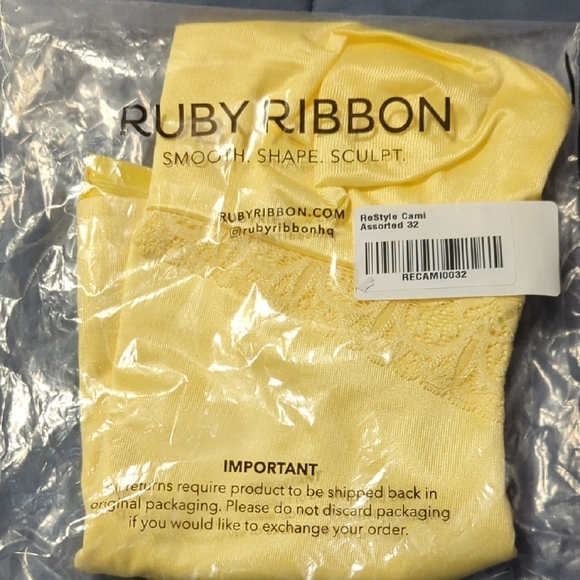 RUBY RIBBON
SMOOTH. SHAPE. SCULPT.
RUBYRIBBON.COM
@rubyribbonhq
ReStyle Cami
Assorted 32
RECAMI0032
IMPORTANT
All returns require product to be shipped back in
original packaging. Please do not discard packaging
if you would like to exchange your order.